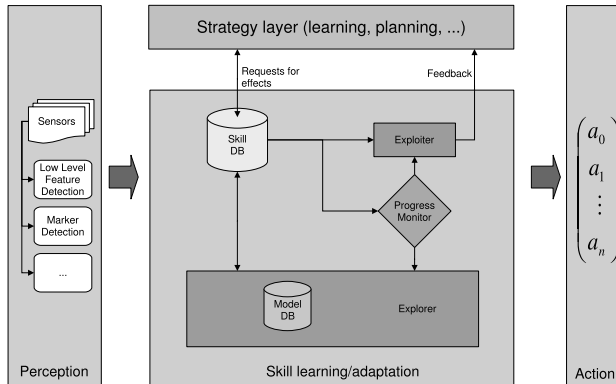 Strategy layer (learning, planning, ...)
Requests for
effects
Feedback
Sensors
Low Level
Feature
Detection
Marker
Detection
...
Perception
Skill
DB
Exploiter
Progress
Monitor
Model
DB
Explorer
Skill learning/adaptation
a0
a1
⋮
an
Action